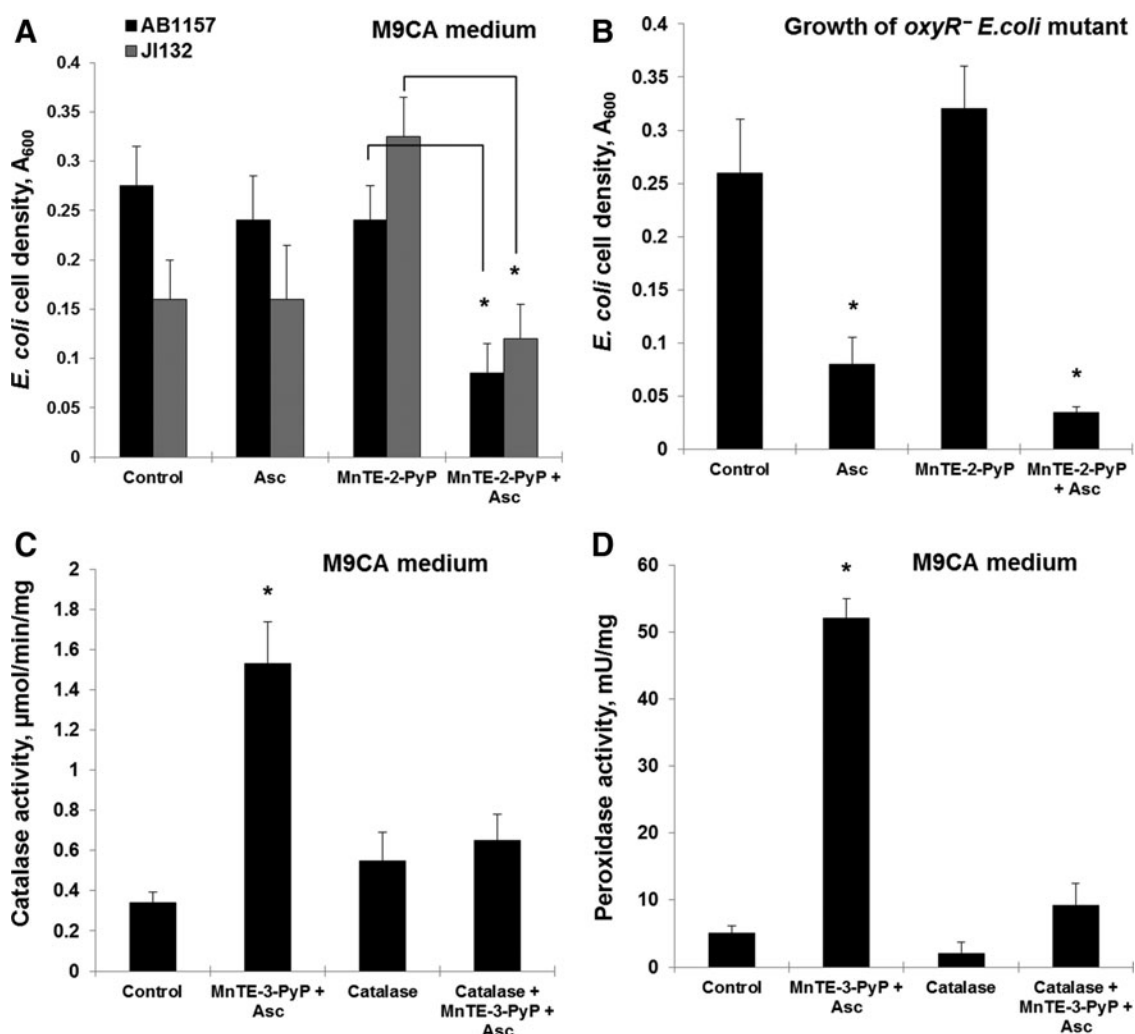 A
AB1157
JI132
M9CA medium
E. coli cell density, A600
0.4
0.35
0.3
0.25
0.2
0.15
0.1
0.05
0
*
*
Control
Asc
MnTE-2-PyP
MnTE-2-PyP +
Asc
B
Growth of oxyR– E.coli mutant
E. coli cell density, A600
0.4
0.35
0.3
0.25
0.2
0.15
0.1
0.05
0
*
*
Control
Asc
MnTE-2-PyP
MnTE-2-PyP
+ Asc
C
M9CA medium
Catalase activity, µmol/min/mg
2
1.8
1.6
1.4
1.2
1
0.8
0.6
0.4
0.2
0
*
Control
MnTE-3-PyP +
Asc
Catalase
Catalase +
MnTE-3-PyP +
Asc
D
M9CA medium
Peroxidase activity, mU/mg
60
50
40
30
20
10
0
*
Control
MnTE-3-PyP +
Asc
Catalase
Catalase +
MnTE-3-PyP +
Asc